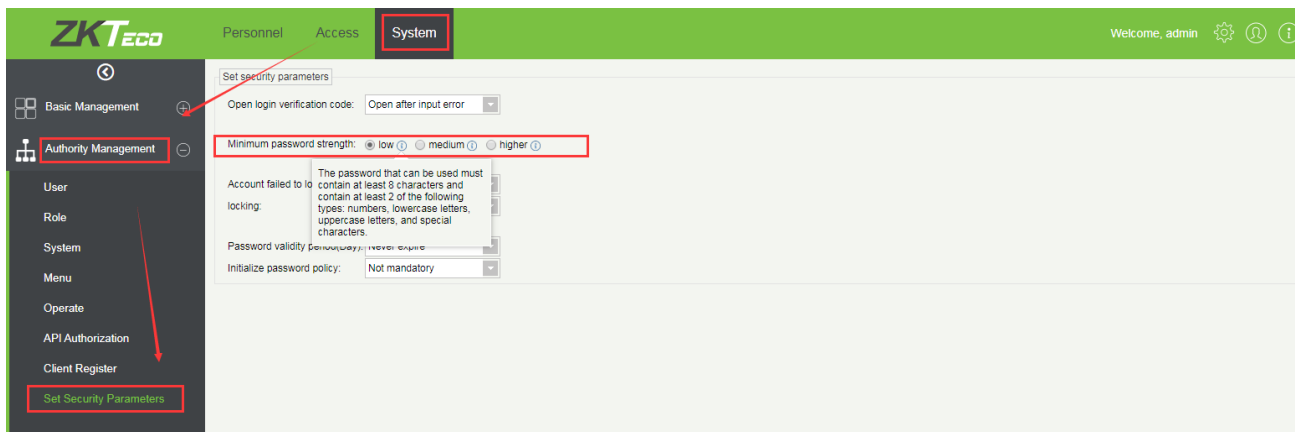 ZKTECO
Personnel Access System
Welcome, admin
Basic Management
Authority Management
User
Role
System
Menu
Operate
API Authorization
Client Register
Set Security Parameters
Set security parameters
Open login verification code: Open after input error
Minimum password strength: low medium higher
The password that can be used must
contain at least 8 characters and
contain at least 2 of the following
types: numbers, lowercase letters,
uppercase letters, and special
characters.
Account failed to lo
locking:
Password validity period(Day): Never expire
Initialize password policy: Not mandatory